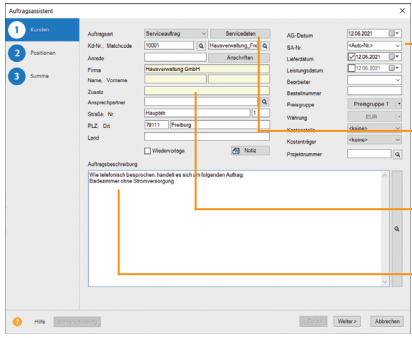 Auftragsassistent
1 Kunden
2 Positionen
3 Summe
Auftragsart Serviceauftrag Servicedaten
Kd-Nr., Matchcode 10001 Hausverwaltung_Fre
Anrede Anschriften
Firma Hausverwaltung GmbH
Name, Vorname
Zusatz
Ansprechpartner
Straße, Nr. Hauptstr. 1
PLZ, Ort 79111 Freiburg
Land
Wiedervorlage Notiz
AG-Datum 12.05.2021
SA-Nr. <Auto-Nr.>
Lieferdatum 12.05.2021
Leistungsdatum 12.05.2021
Bearbeiter
Bestellnummer
Preisgruppe Preisgruppe 1
Währung EUR
Kostenstelle <keine>
Kostenträger <keine>
Projektnummer
Auftragsbeschreibung
Wie telefonisch besprochen, handelt es sich um folgenden Auftrag:
Badezimmer ohne Stromversorgung
Hilfe Weiter > Abbrechen